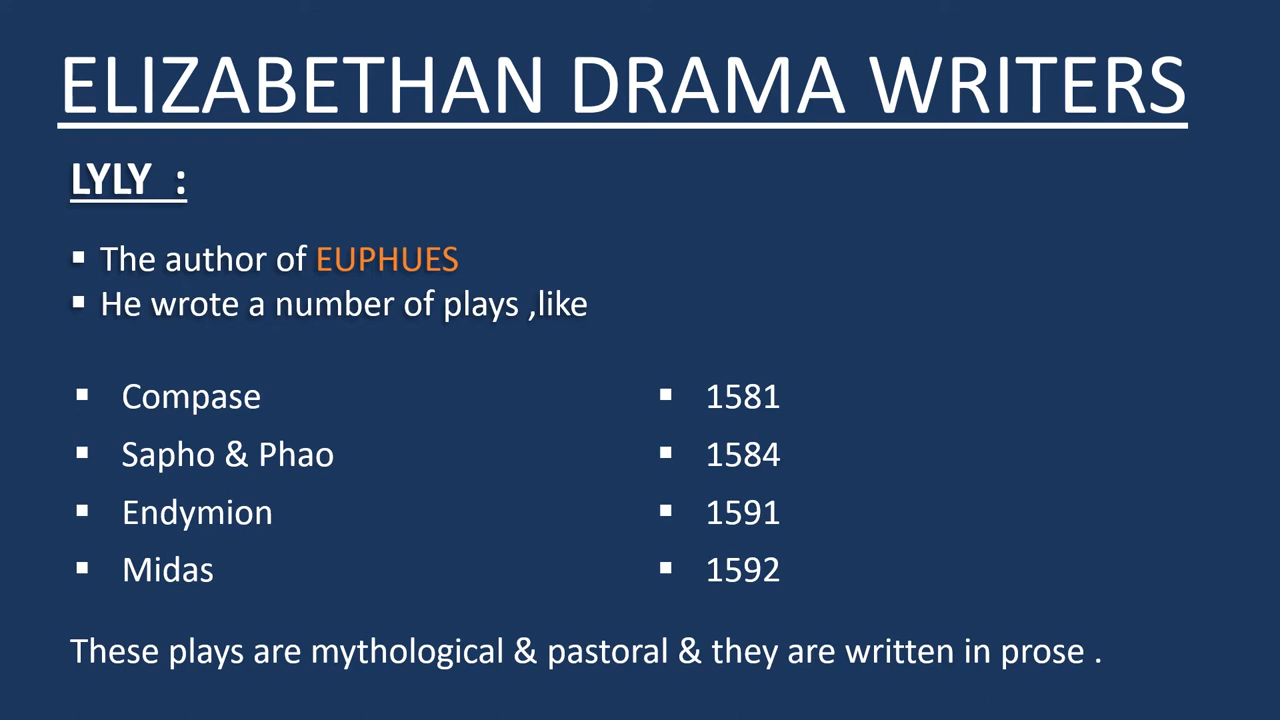 ELIZABETHAN DRAMA WRITERS
LYLY :
▪ The author of EUPHUES
▪ He wrote a number of plays ,like
▪ Compase ▪ 1581
▪ Sapho & Phao ▪ 1584
▪ Endymion ▪ 1591
▪ Midas ▪ 1592
These plays are mythological & pastoral & they are written in prose .